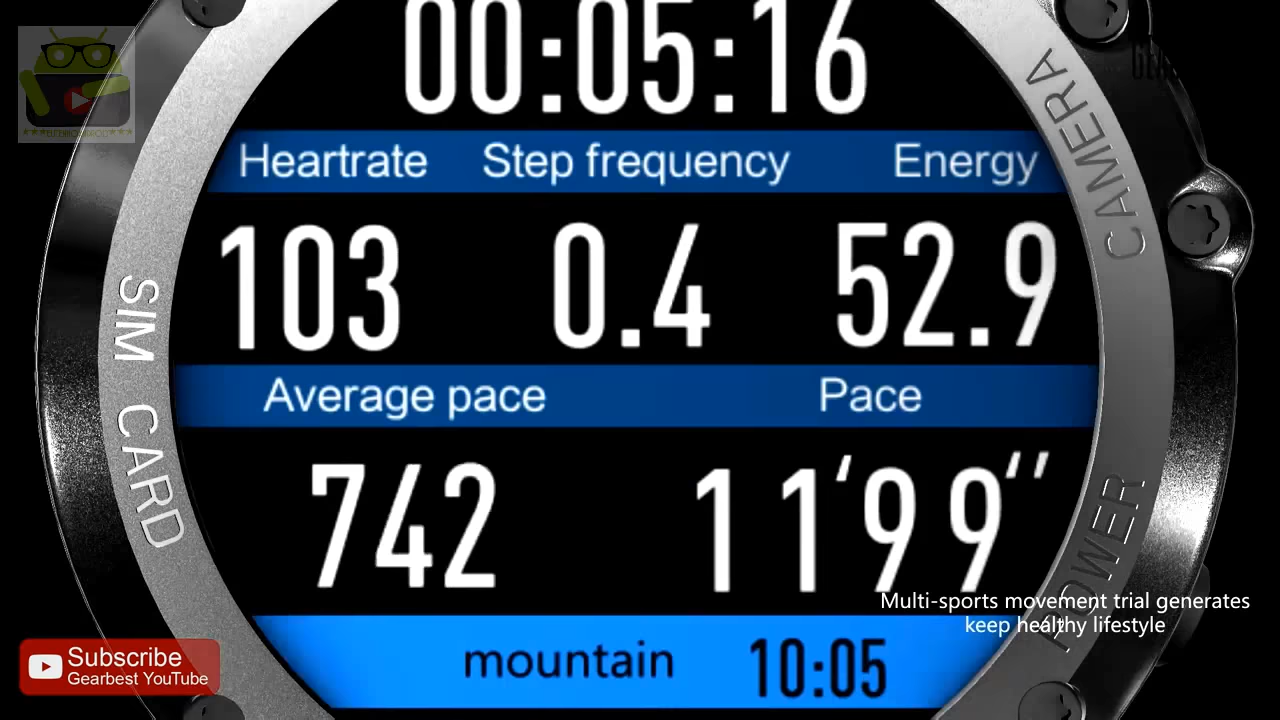 00:05:16
Heartrate Step frequency Energy
103 0.4 52.9
Average pace Pace
742 11'99''
mountain 10:05
SIM CARD
CAMERA
POWER
Multi-sports movement trial generates
keep healthy lifestyle
Subscribe
Gearbest YouTube